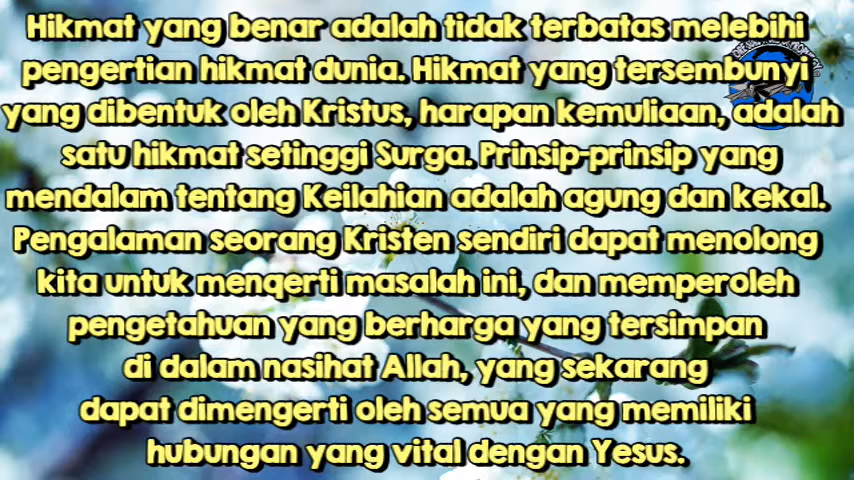 Hikmat yang benar adalah tidak terbatas melebihi
pengertian hikmat dunia. Hikmat yang tersembunyi
yang dibentuk oleh Kristus, harapan kemuliaan, adalah
satu hikmat setinggi Surga. Prinsip-prinsip yang
mendalam tentang Keilahian adalah agung dan kekal.
Pengalaman seorang Kristen sendiri dapat menolong
kita untuk menqerti masalah ini, dan memperoleh
pengetahuan yang berharga yang tersimpan
di dalam nasihat Allah, yang sekarang
dapat dimengerti oleh semua yang memiliki
hubungan yang vital dengan Yesus.